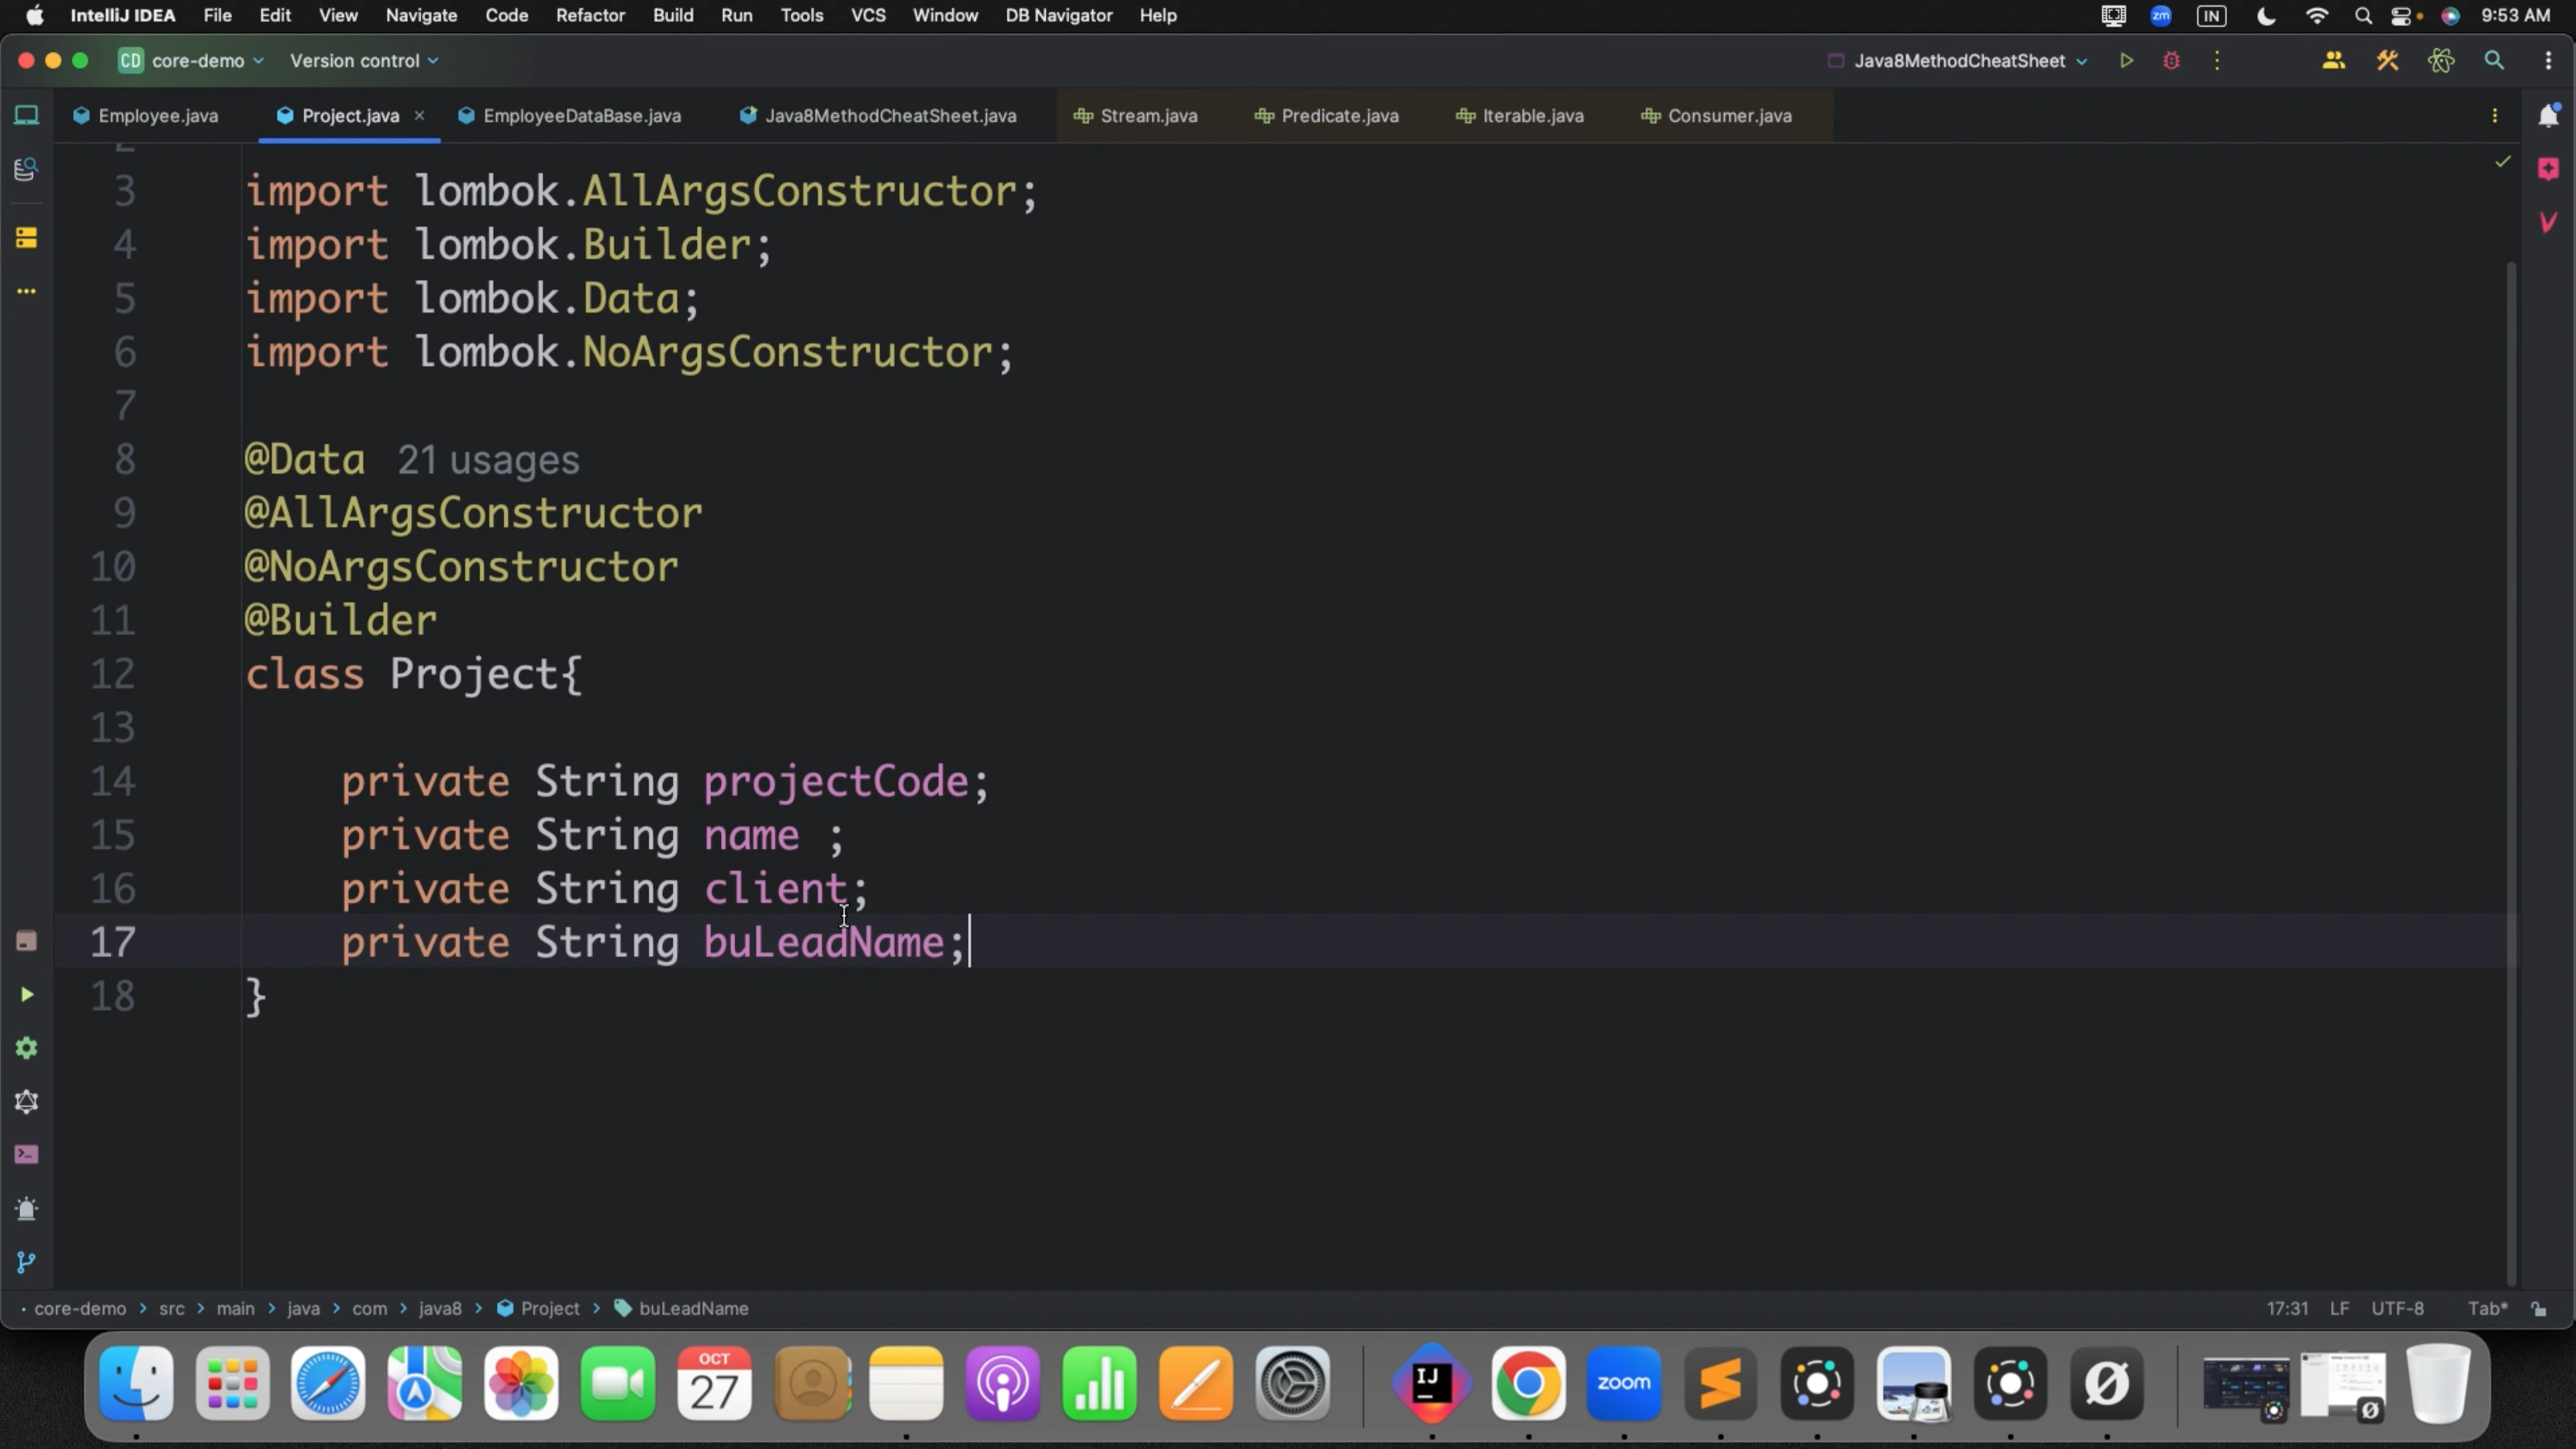 IntelliJ IDEA File Edit View Navigate Code Refactor Build Run Tools VCS Window DB Navigator Help zm IN 9:53 AM
CD core-demo Version control Java8MethodCheatSheet
Employee.java Project.java EmployeeDataBase.java Java8MethodCheatSheet.java Stream.java Predicate.java Iterable.java Consumer.java
3 import lombok.AllArgsConstructor;
4 import lombok.Builder;
5 import lombok.Data;
6 import lombok.NoArgsConstructor;
7
8 @Data 21 usages
9 @AllArgsConstructor
10 @NoArgsConstructor
11 @Builder
12 class Project{
13
14 private String projectCode;
15 private String name ;
16 private String client;
17 private String buLeadName;
18 }
core-demo > src > main > java > com > java8 > Project > buLeadName 17:31 LF UTF-8 Tab*
OCT
27
IJ
zoom